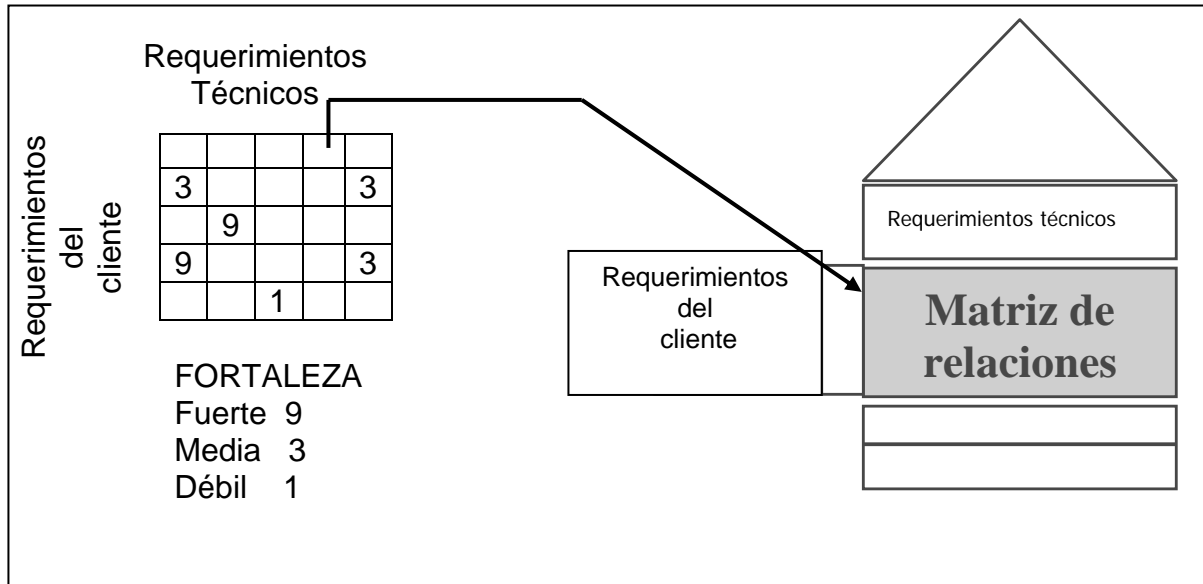 Requerimientos
Técnicos
Requerimientos
del
cliente
3 3
9
9 3
1
FORTALEZA
Fuerte 9
Media 3
Débil 1
Requerimientos técnicos
Requerimientos
del
cliente
Matriz de
relaciones